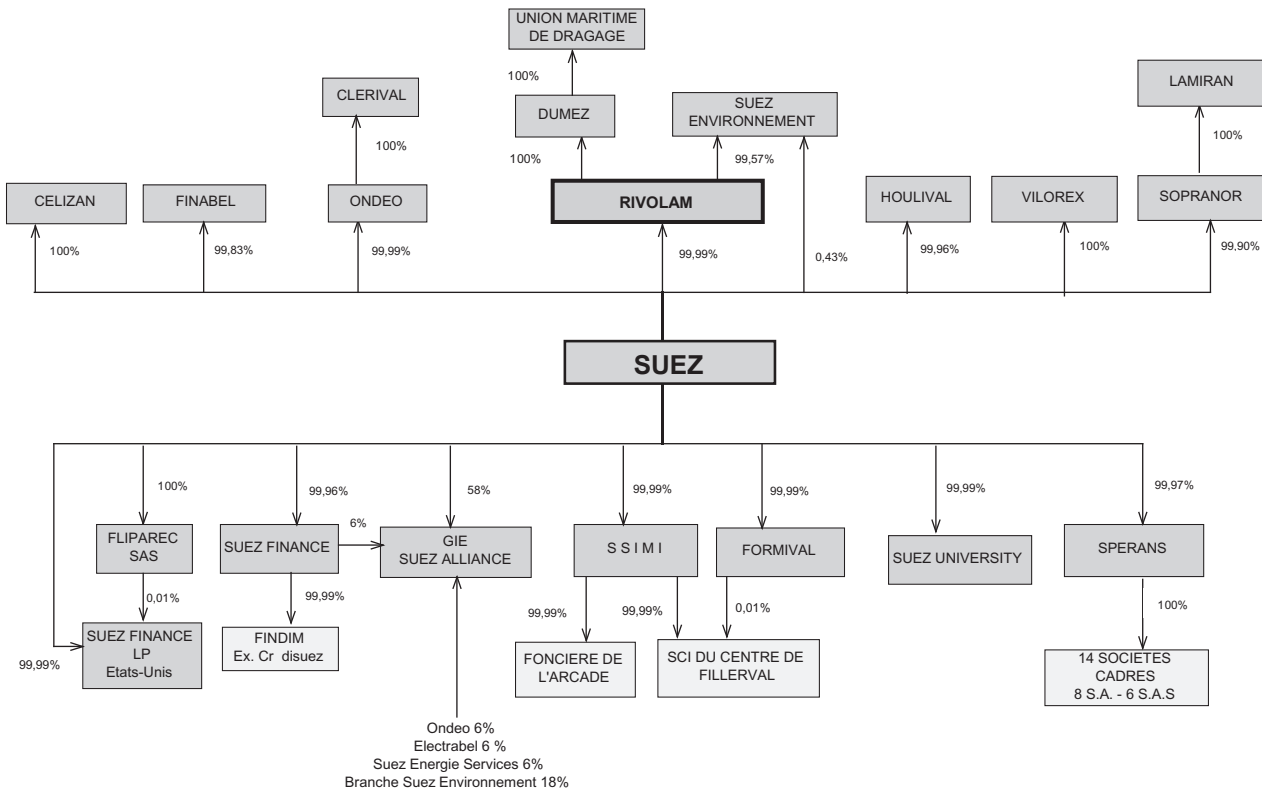 UNION MARITIME
DE DRAGAGE
100%
LAMIRAN
CLERIVAL
DUMEZ
SUEZ
ENVIRONNEMENT
100%
100%
100%
99,57%
CELIZAN
FINABEL
ONDEO
RIVOLAM
HOULIVAL
VILOREX
SOPRANOR
100%
99,83%
99,99%
99,99%
0,43%
99,96%
100%
99,90%
SUEZ
100%
99,96%
58%
99,99%
99,99%
99,99%
99,97%
FLIPAREC
SAS
SUEZ FINANCE
6%
GIE
SUEZ ALLIANCE
S S I M I
FORMIVAL
SUEZ UNIVERSITY
SPERANS
0,01%
99,99%
99,99%
99,99%
0,01%
100%
99,99%
SUEZ FINANCE
LP
Etats-Unis
FINDIM
Ex. Cr disuez
FONCIERE DE
L'ARCADE
SCI DU CENTRE DE
FILLERVAL
14 SOCIETES
CADRES
8 S.A. - 6 S.A.S
Ondeo 6%
Electrabel 6 %
Suez Energie Services 6%
Branche Suez Environnement 18%